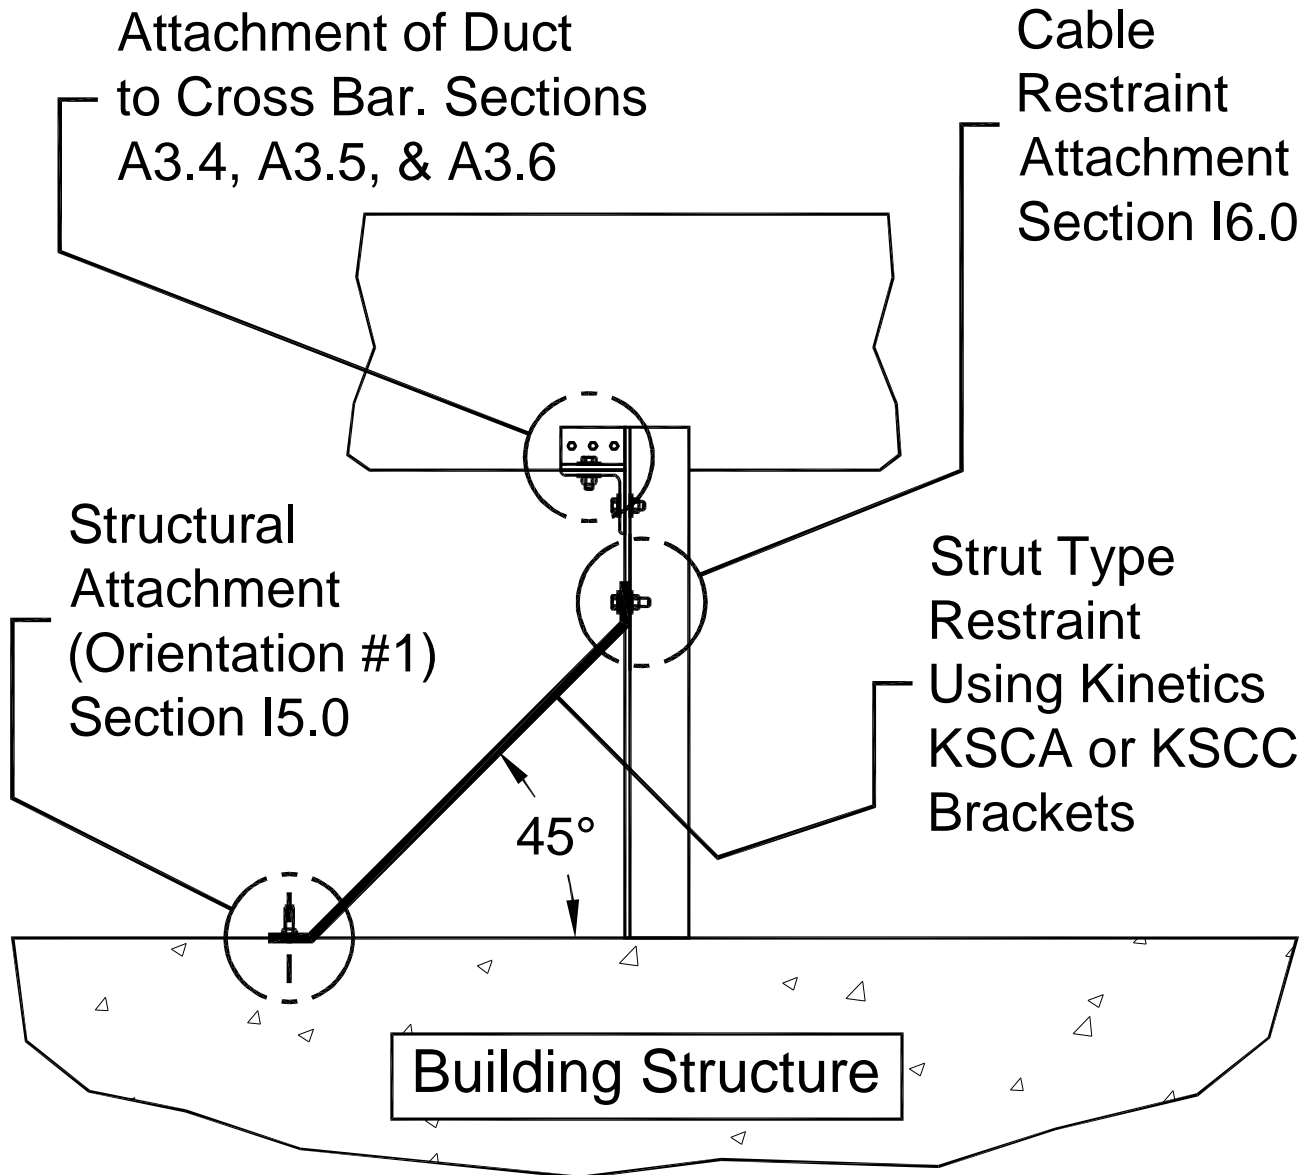 Attachment of Duct
to Cross Bar. Sections
A3.4, A3.5, & A3.6
Cable
Restraint
Attachment
Section I6.0
Structural
Attachment
(Orientation #1)
Section I5.0
Strut Type
Restraint
Using Kinetics
KSCA or KSCC
Brackets
45°
Building Structure